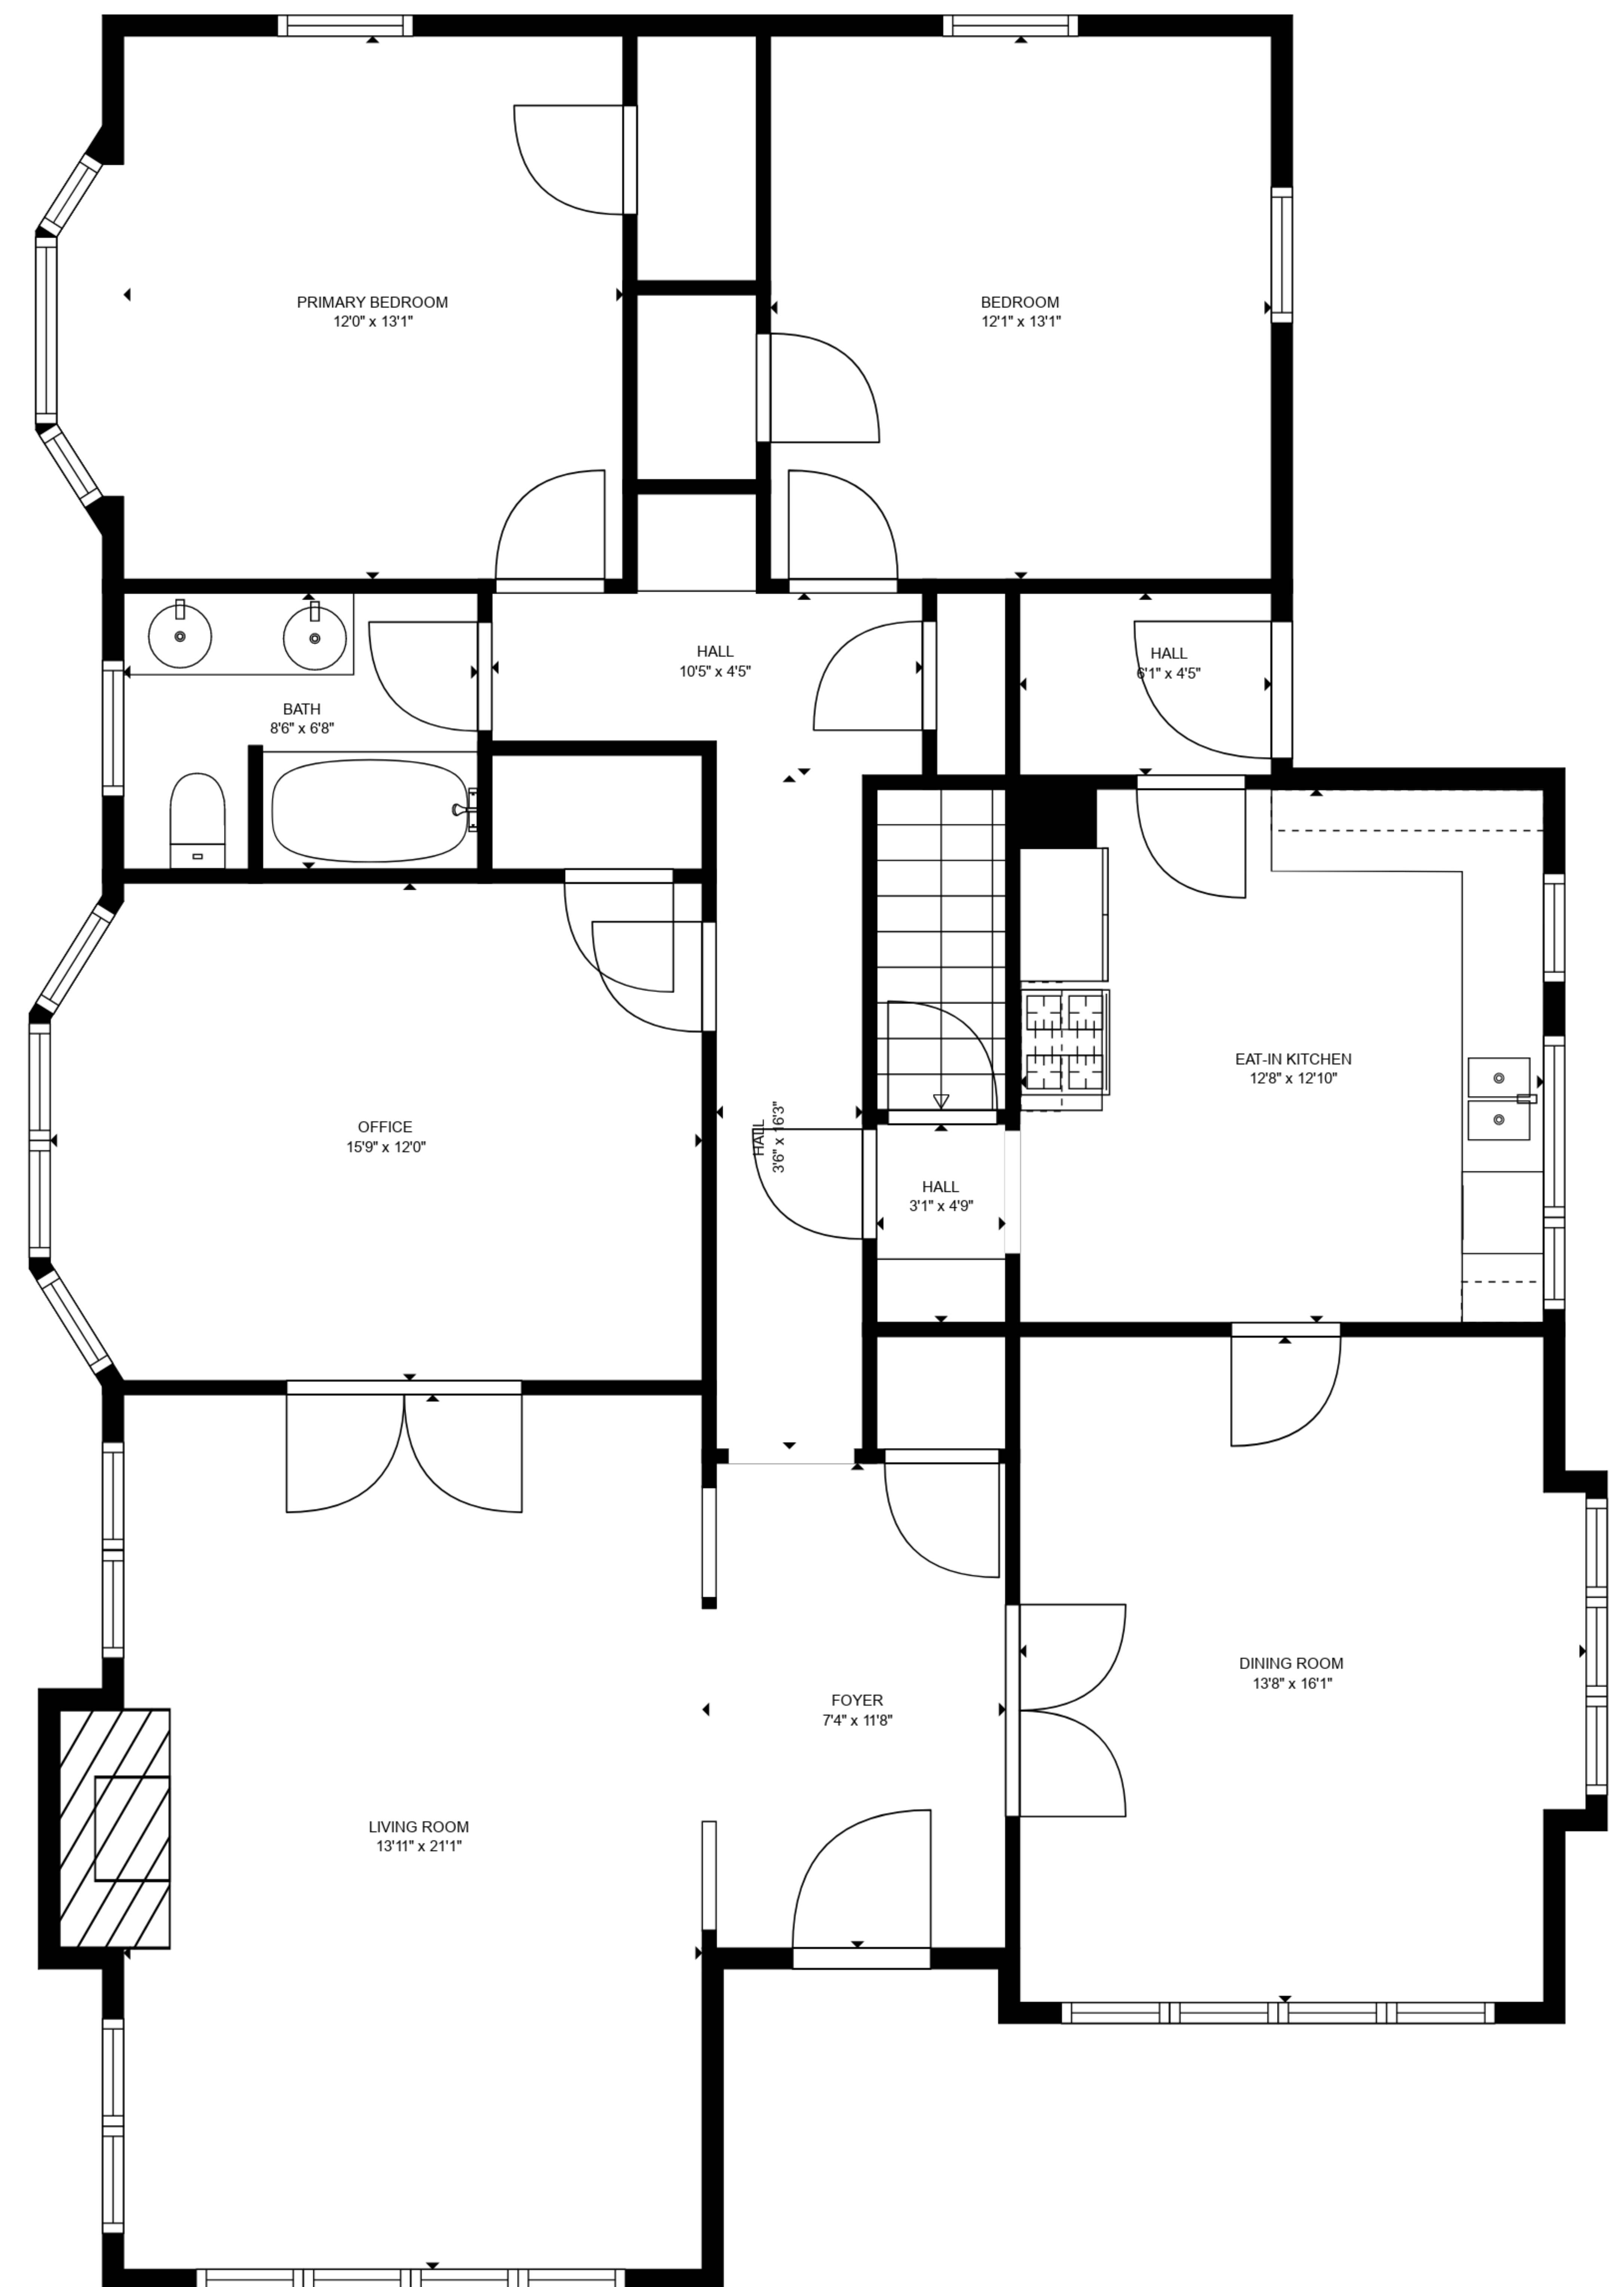 PRIMARY BEDROOM
12'0" x 13'1"
BEDROOM
12'1" x 13'1"
HALL
10'5" x 4'5"
HALL
6'1" x 4'5"
BATH
8'6" x 6'8"
EAT-IN KITCHEN
12'8" x 12'10"
OFFICE
15'9" x 12'0"
HALL
3'6" x 16'3"
HALL
3'1" x 4'9"
DINING ROOM
13'8" x 16'1"
FOYER
7'4" x 11'8"
LIVING ROOM
13'11" x 21'1"